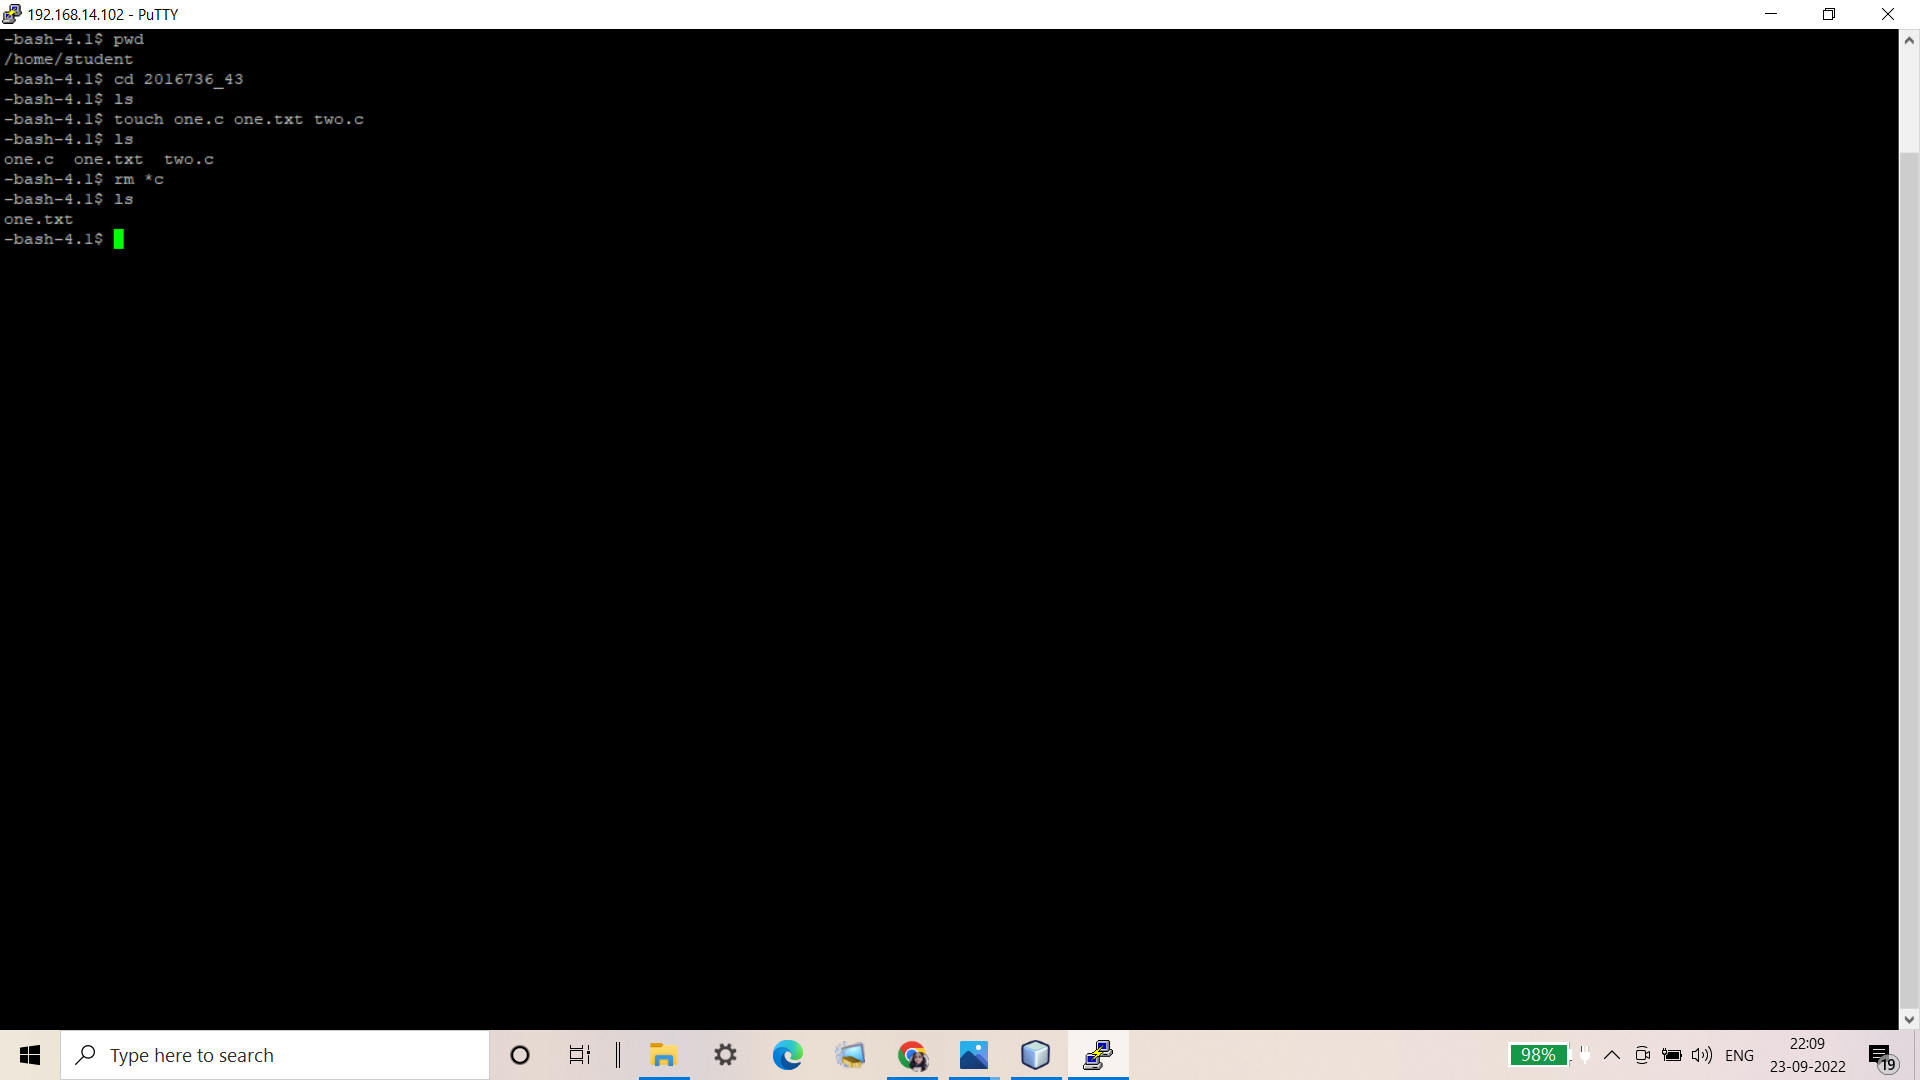 192.168.14.102 - PuTTY
-bash-4.1$ pwd
/home/student
-bash-4.1$ cd 2016736_43
-bash-4.1$ ls
-bash-4.1$ touch one.c one.txt two.c
-bash-4.1$ ls
one.c  one.txt  two.c
-bash-4.1$ rm *c
-bash-4.1$ ls
one.txt
-bash-4.1$
Type here to search
98%
ENG
22:09
23-09-2022
19